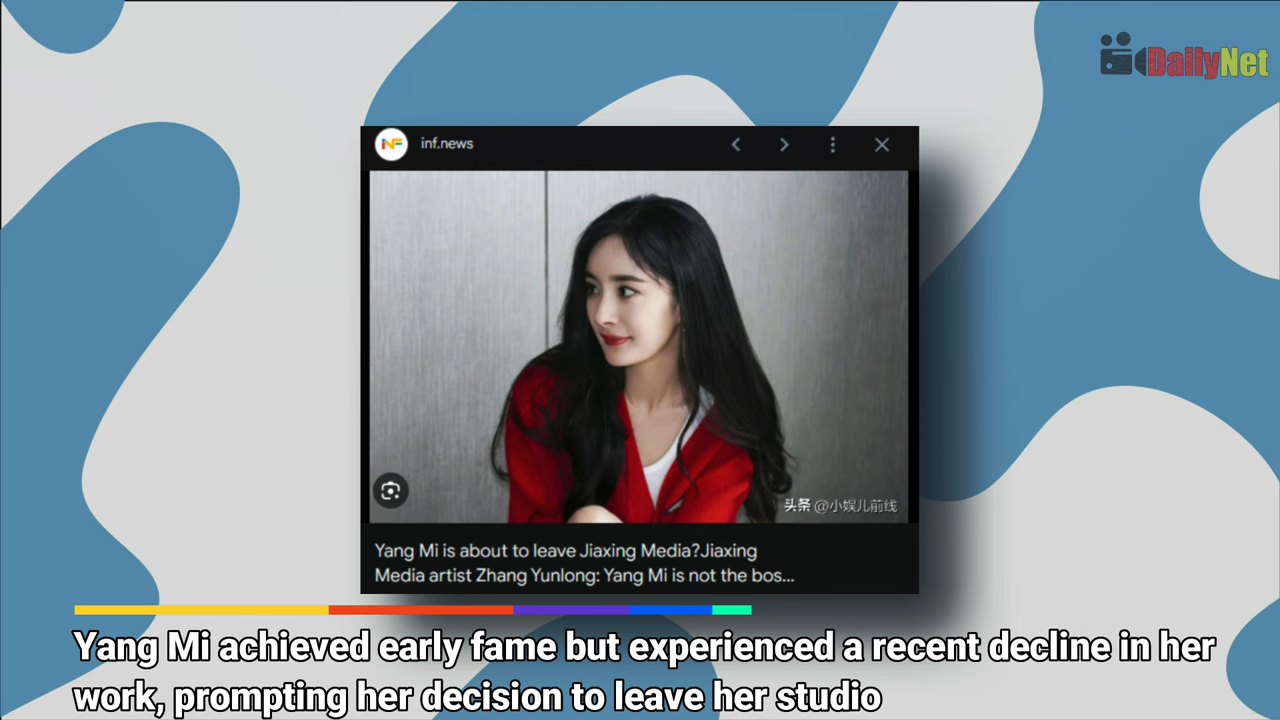 DailyNet
NF
inf.news
头条 @小娱儿前线
Yang Mi is about to leave Jiaxing Media?Jiaxing
Media artist Zhang Yunlong: Yang Mi is not the bos...
Yang Mi achieved early fame but experienced a recent decline in her
work, prompting her decision to leave her studio